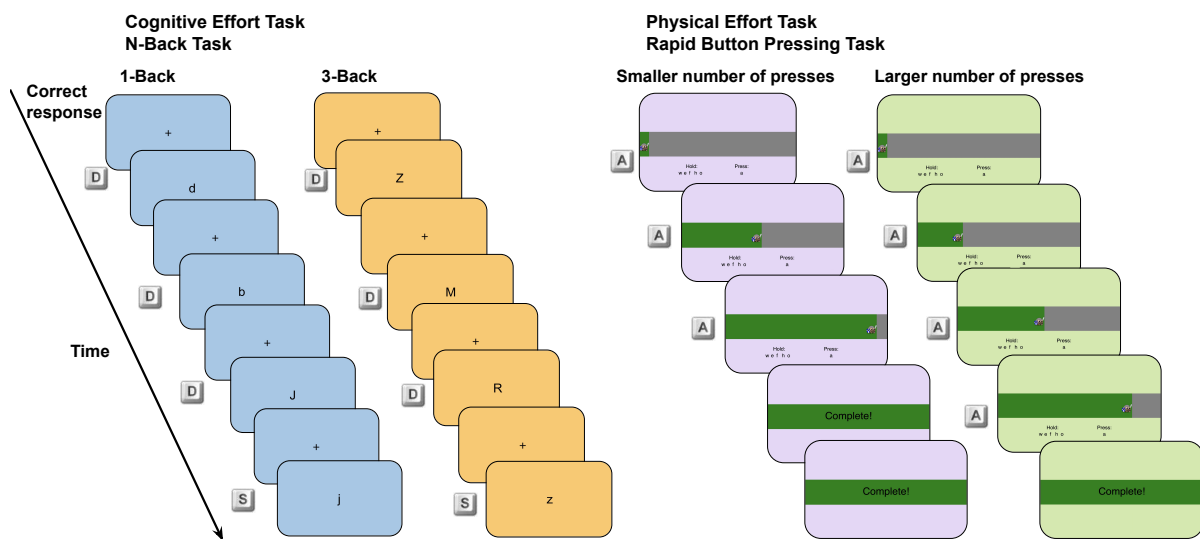 Cognitive Effort Task
N-Back Task
1-Back
3-Back
Correct
response
Time
+
D
d
+
D
b
+
D
J
+
S
j
+
D
Z
+
D
M
+
D
R
+
S
z
Physical Effort Task
Rapid Button Pressing Task
Smaller number of presses
Larger number of presses
A
Hold: Press:
w e f h o a
A
Hold: Press:
w e f h o a
A
Hold: Press:
w e f h o a
Complete!
Complete!
A
Hold: Press:
w e f h o a
A
Hold: Press:
w e f h o a
A
Hold: Press:
w e f h o a
A
Hold: Press:
w e f h o a
Complete!